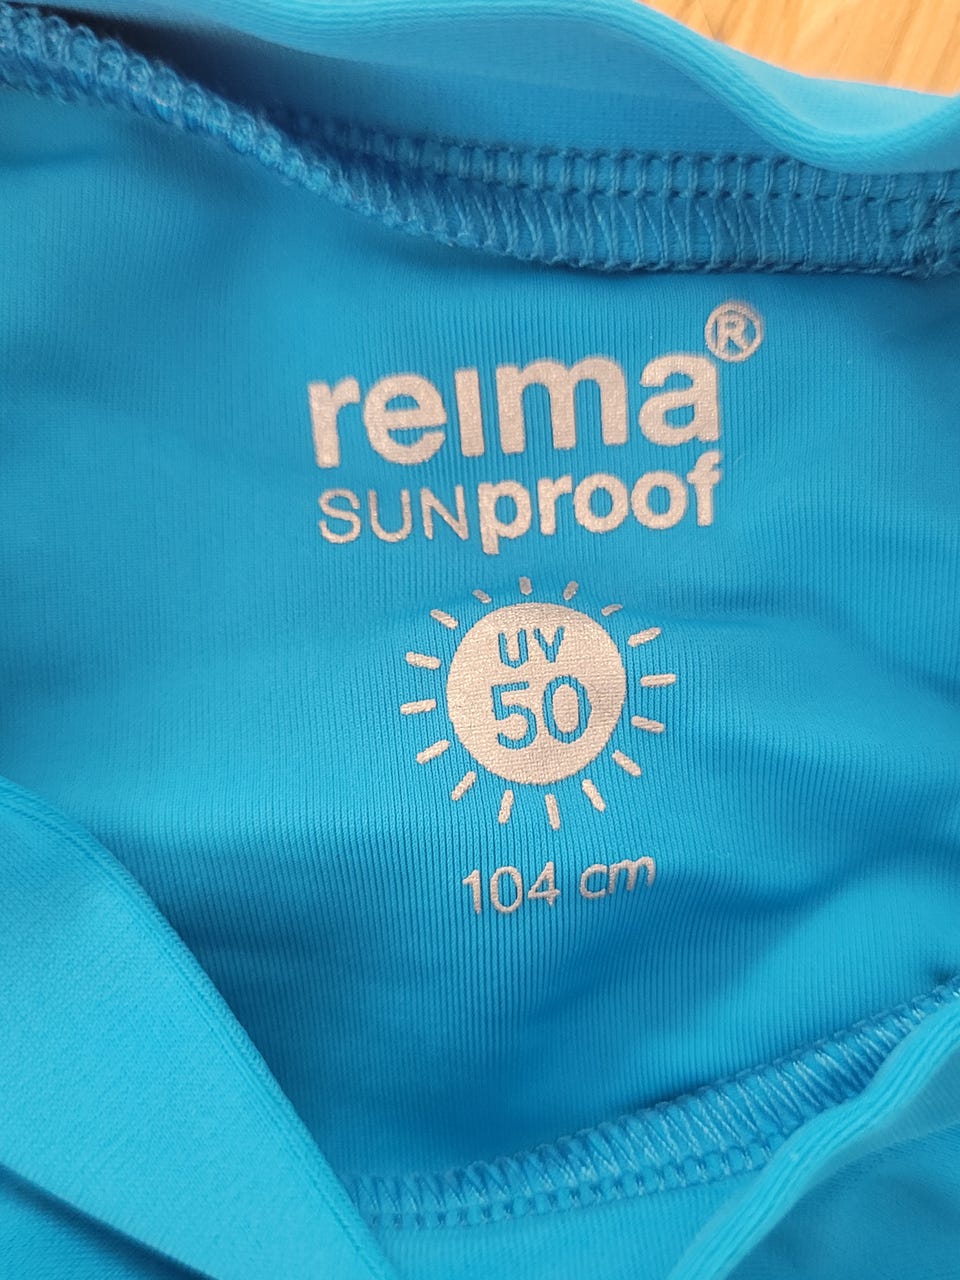 reima®
SUNproof
UV
50
104 cm